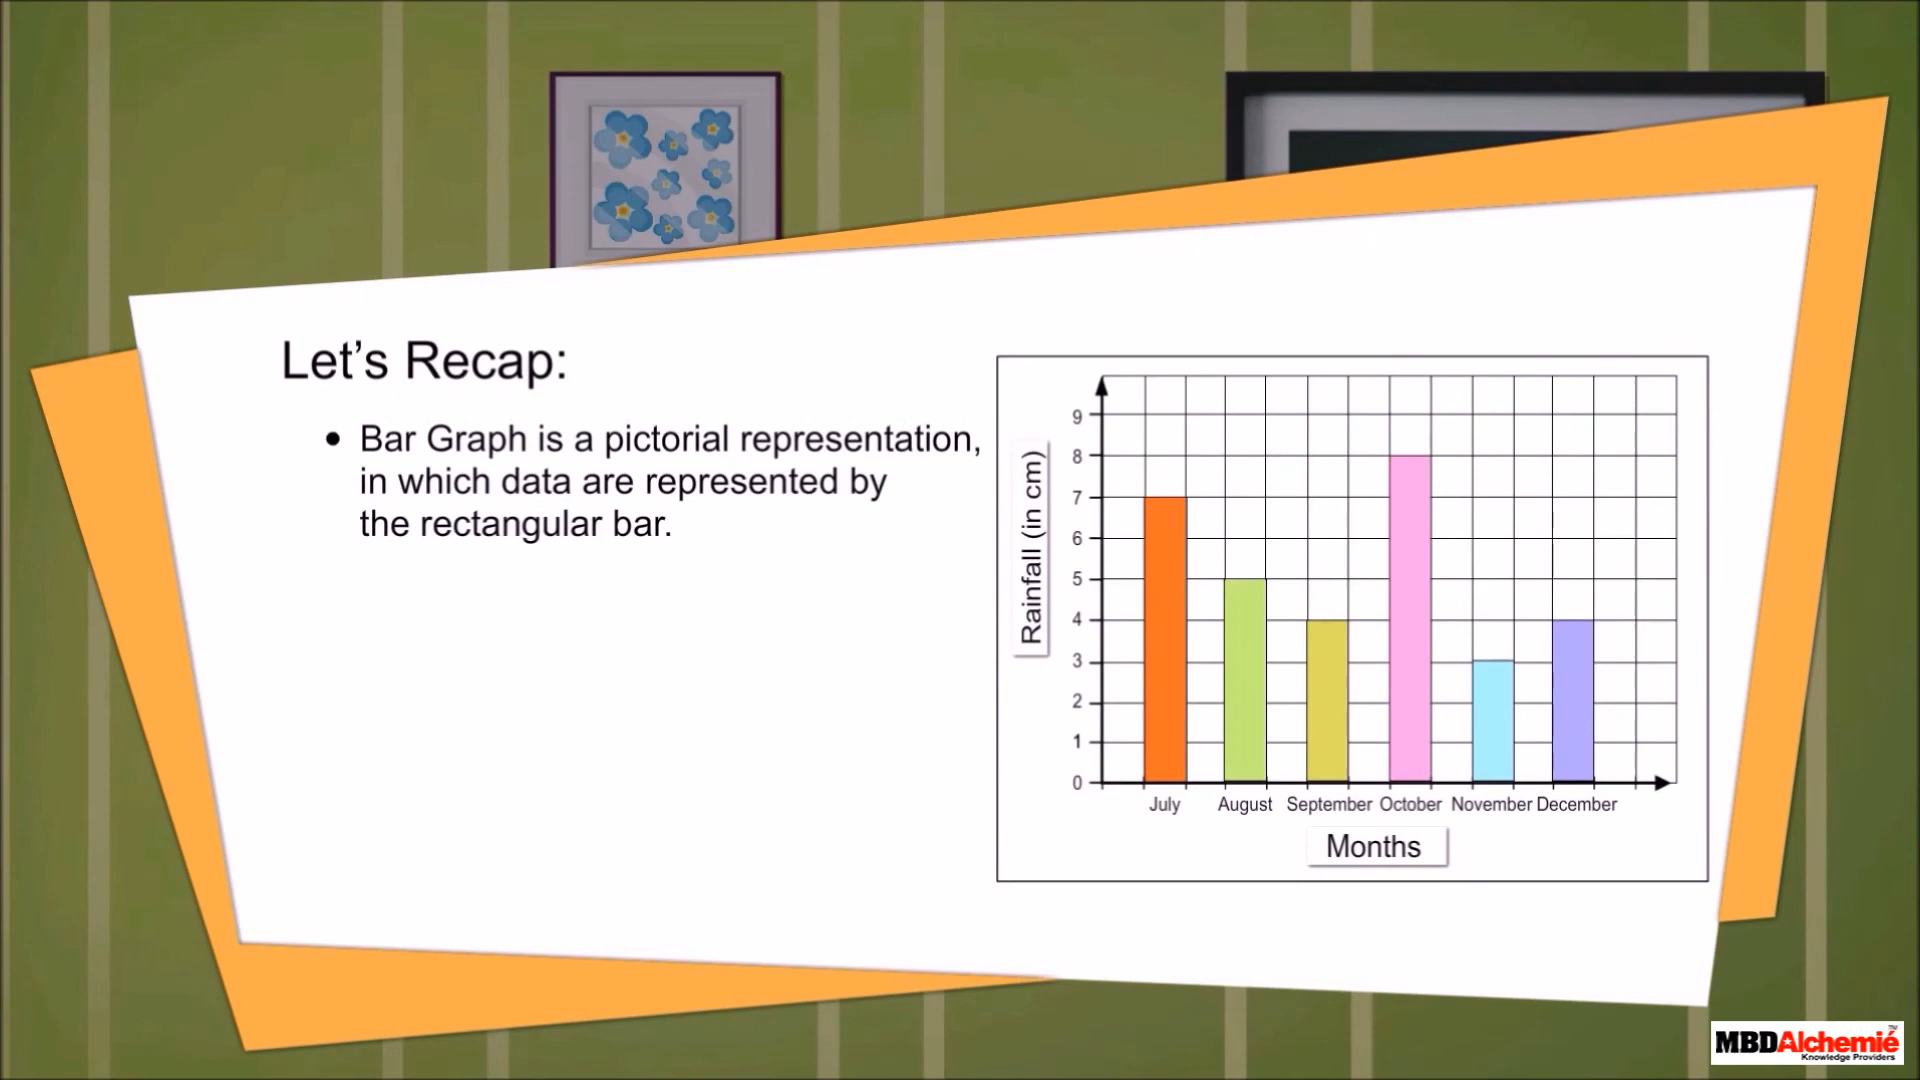 Let’s Recap:
• Bar Graph is a pictorial representation,
in which data are represented by
the rectangular bar.
Rainfall (in cm)
9
8
7
6
5
4
3
2
1
0
July August September October November December
Months
MBDAlchemié™
Knowledge Providers